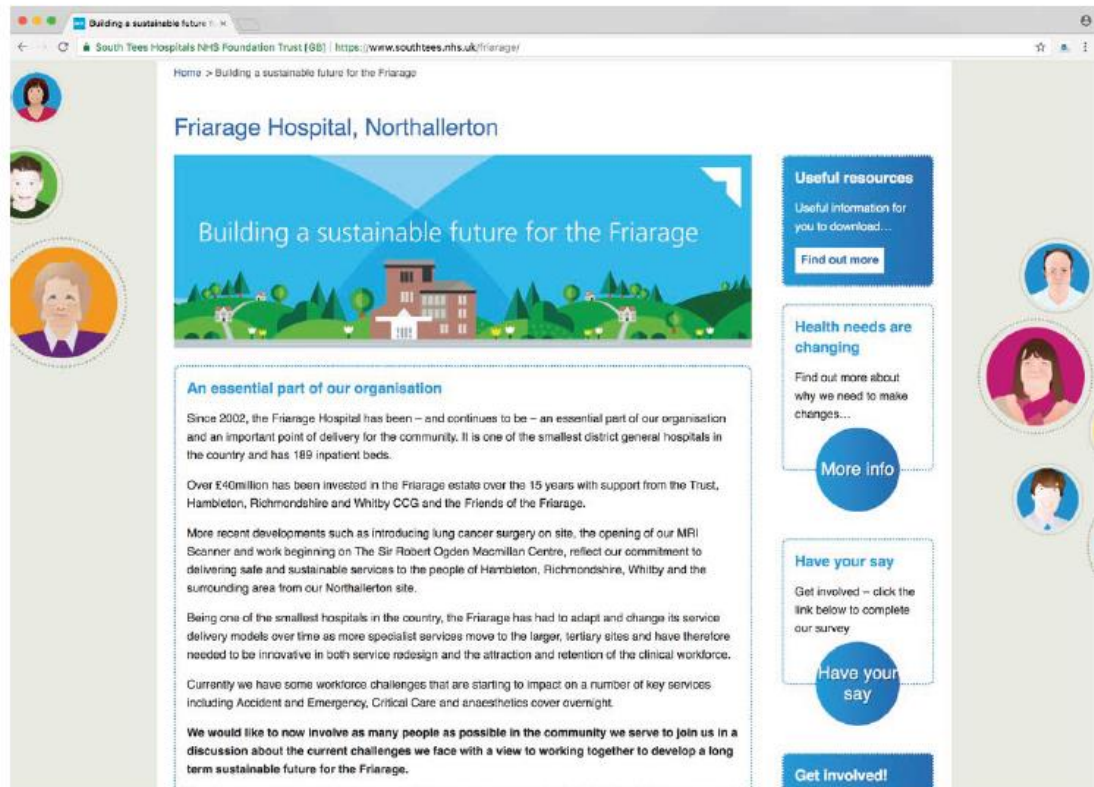 Building a sustainable future f
South Tees Hospitals NHS Foundation Trust [GB] | https://www.southtees.nhs.uk/friarage/
Home > Building a sustainable future for the Friarage
Friarage Hospital, Northallerton
Building a sustainable future for the Friarage
2002
An essential part of our organisation
Since 2002, the Friarage Hospital has been – and continues to be – an essential part of our organisation
and an important point of delivery for the community. It is one of the smallest district general hospitals in
the country and has 189 inpatient beds.
Over £40million has been invested in the Friarage estate over the 15 years with support from the Trust,
Hambleton, Richmondshire and Whitby CCG and the Friends of the Friarage.
More recent developments such as introducing lung cancer surgery on site, the opening of our MRI
Scanner and work beginning on The Sir Robert Ogden Macmillan Centre, reflect our commitment to
delivering safe and sustainable services to the people of Hambleton, Richmondshire, Whitby and the
surrounding area from our Northallerton site.
Being one of the smallest hospitals in the country, the Friarage has had to adapt and change its service
delivery models over time as more specialist services move to the larger, tertiary sites and have therefore
needed to be innovative in both service redesign and the attraction and retention of the clinical workforce.
Currently we have some workforce challenges that are starting to impact on a number of key services
including Accident and Emergency, Critical Care and anaesthetics cover overnight.
We would like to now involve as many people as possible in the community we serve to join us in a
discussion about the current challenges we face with a view to working together to develop a long
term sustainable future for the Friarage.
Useful resources
Useful information for
you to download...
Find out more
Health needs are
changing
Find out more about
why we need to make
changes...
More info
Have your say
Get involved – click the
link below to complete
our survey
Have your
say
Get involved!